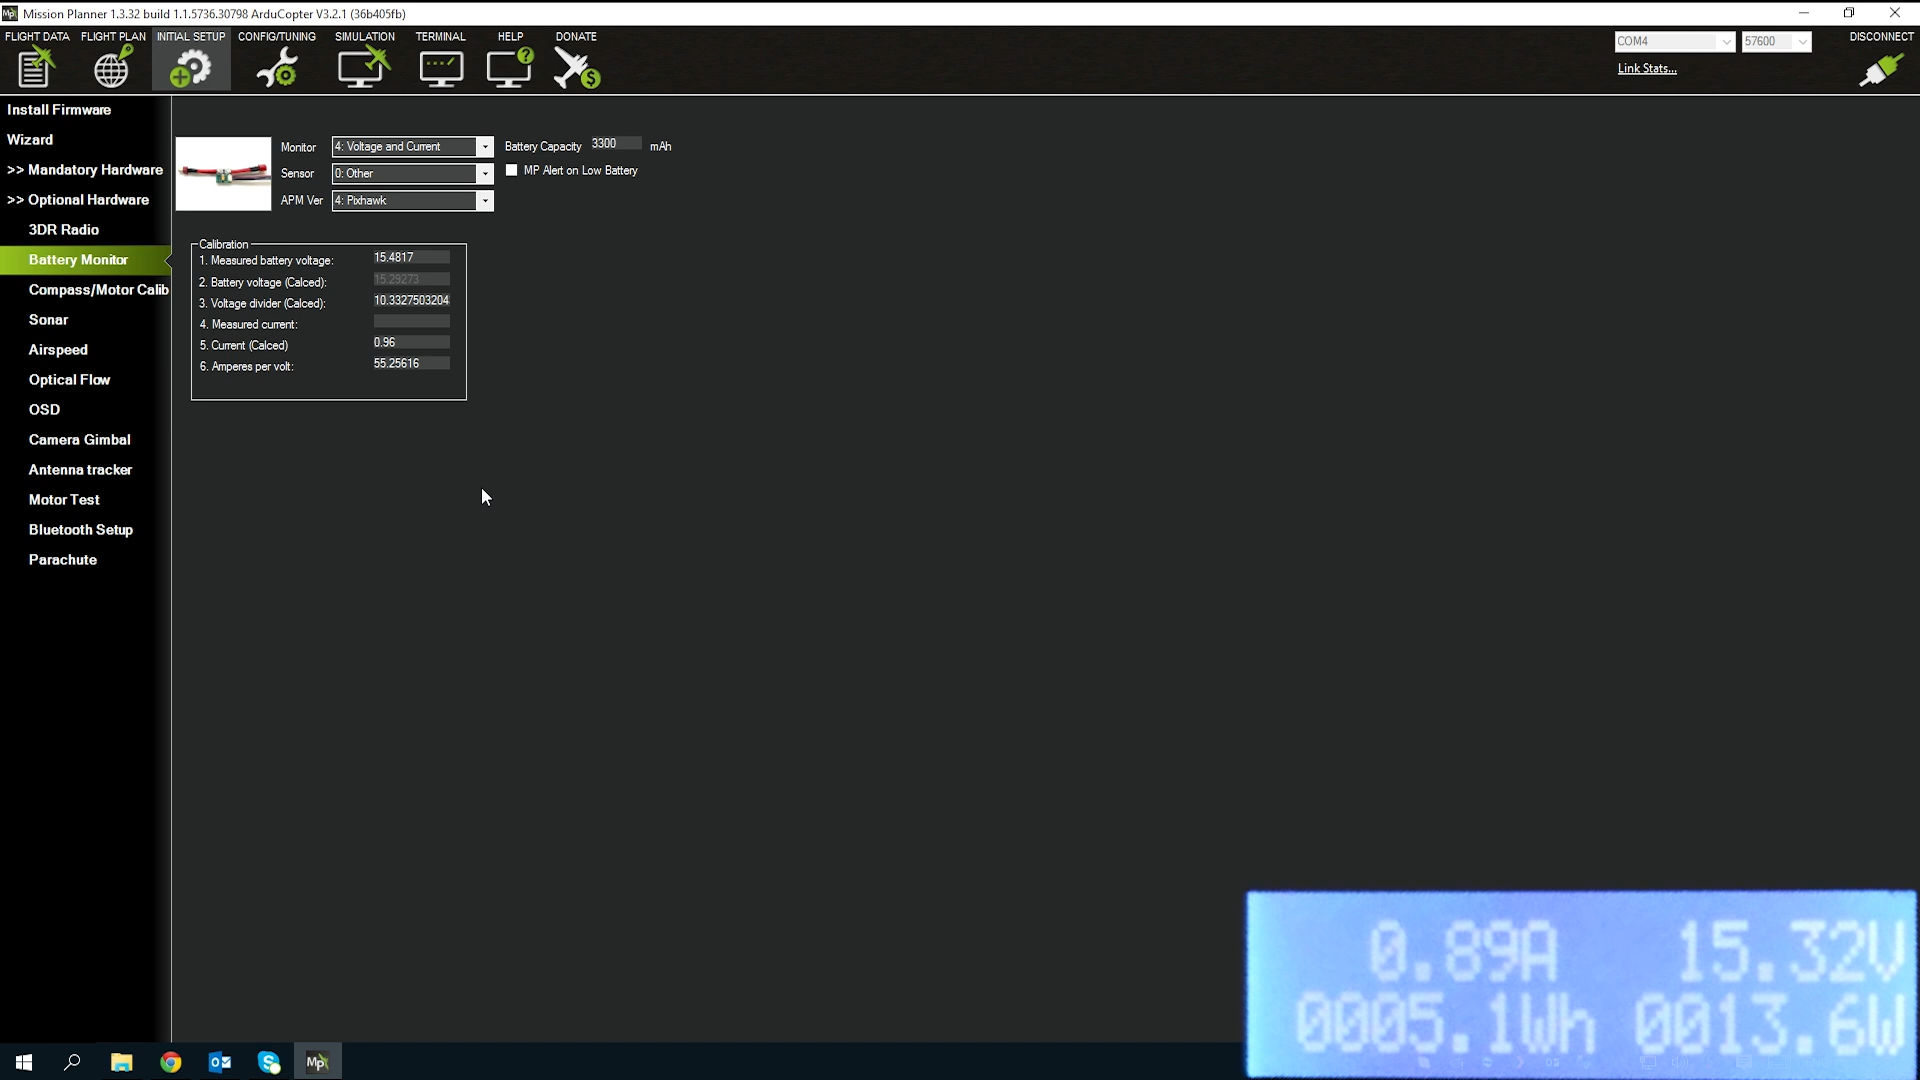 Mission Planner 1.3.32 build 1.1.5736.30798 ArduCopter V3.2.1 (36b405fb)
FLIGHT DATA FLIGHT PLAN INITIAL SETUP CONFIG/TUNING SIMULATION TERMINAL HELP DONATE
COM4 57600 DISCONNECT
Link Stats...
Install Firmware
Wizard
>> Mandatory Hardware
>> Optional Hardware
3DR Radio
Battery Monitor
Compass/Motor Calib
Sonar
Airspeed
Optical Flow
OSD
Camera Gimbal
Antenna tracker
Motor Test
Bluetooth Setup
Parachute
Monitor 4: Voltage and Current Battery Capacity 3300 mAh
Sensor 0: Other MP Alert on Low Battery
APM Ver 4: Pixhawk
Calibration
1. Measured battery voltage: 15.4817
2. Battery voltage (Calced): 15.29273
3. Voltage divider (Calced): 10.3327503204
4. Measured current:
5. Current (Calced) 0.96
6. Amperes per volt: 55.25616
0.89A 15.32V
0005.1Wh 0013.6W